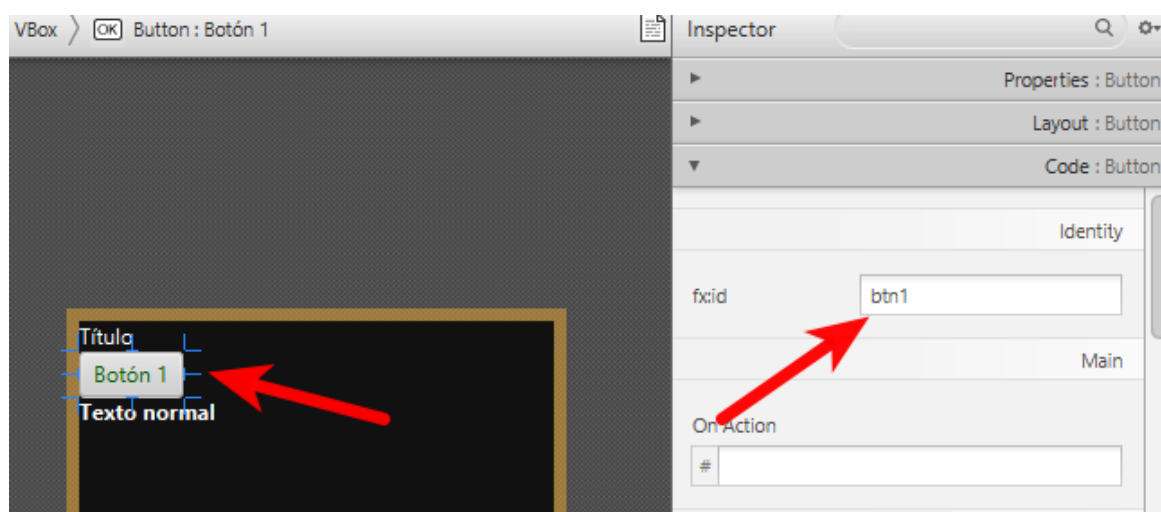 VBox OK Button : Botón 1
Inspector
Properties : Button
Layout : Button
Code : Button
Identity
fx:id btn1
Main
On Action
#
Título
Botón 1
Texto normal